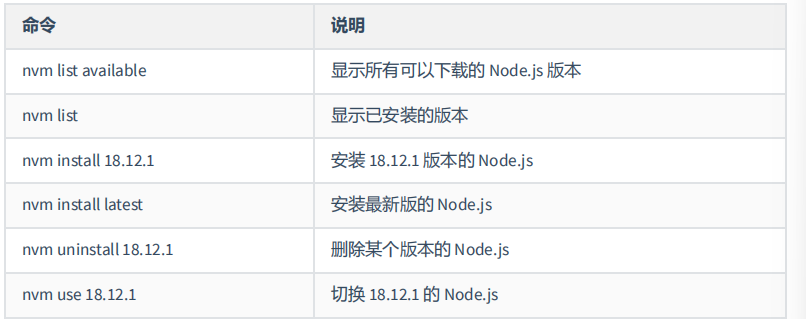 命令 说明
nvm list available 显示所有可以下载的 Node.js 版本
nvm list 显示已安装的版本
nvm install 18.12.1 安装 18.12.1 版本的 Node.js
nvm install latest 安装最新版的 Node.js
nvm uninstall 18.12.1 删除某个版本的 Node.js
nvm use 18.12.1 切换 18.12.1 的 Node.js